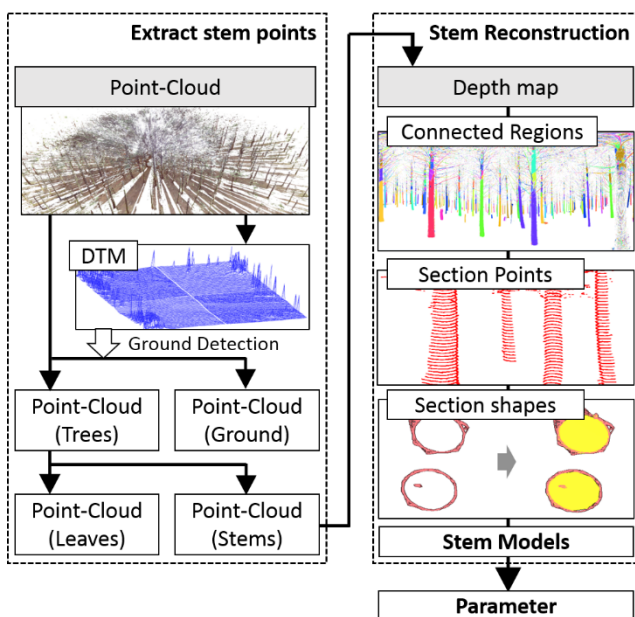 Extract stem points
Point-Cloud
DTM
Ground Detection
Point-Cloud
(Trees)
Point-Cloud
(Ground)
Point-Cloud
(Leaves)
Point-Cloud
(Stems)
Stem Reconstruction
Depth map
Connected Regions
Section Points
Section shapes
Stem Models
Parameter